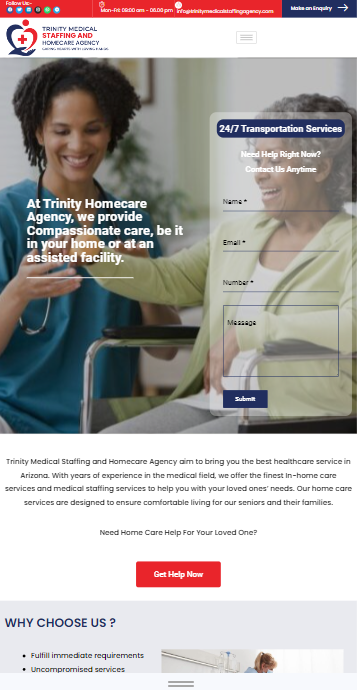 Follow Us:-
Mon-Fri: 09:00 am - 06:00 pm
info@trinitymedicalstaffingagency.com
Make an Enquiry
TRINITY MEDICAL
STAFFING AND
HOMECARE AGENCY
CARING HEARTS WITH LOVING HANDS
24/7 Transportation Services
Need Help Right Now?
Contact Us Anytime
At Trinity Homecare
Agency, we provide
Compassionate care, be it
in your home or at an
assisted facility.
Name *
Email *
Number *
Message
Submit
Trinity Medical Staffing and Homecare Agency aim to bring you the best healthcare service in
Arizona. With years of experience in the medical field, we offer the finest in-home care
services and medical staffing services to help you with your loved ones' needs. Our home care
services are designed to ensure comfortable living for our seniors and their families.
Need Home Care Help For Your Loved One?
Get Help Now
WHY CHOOSE US ?
Fulfill immediate requirements
Uncompromised services